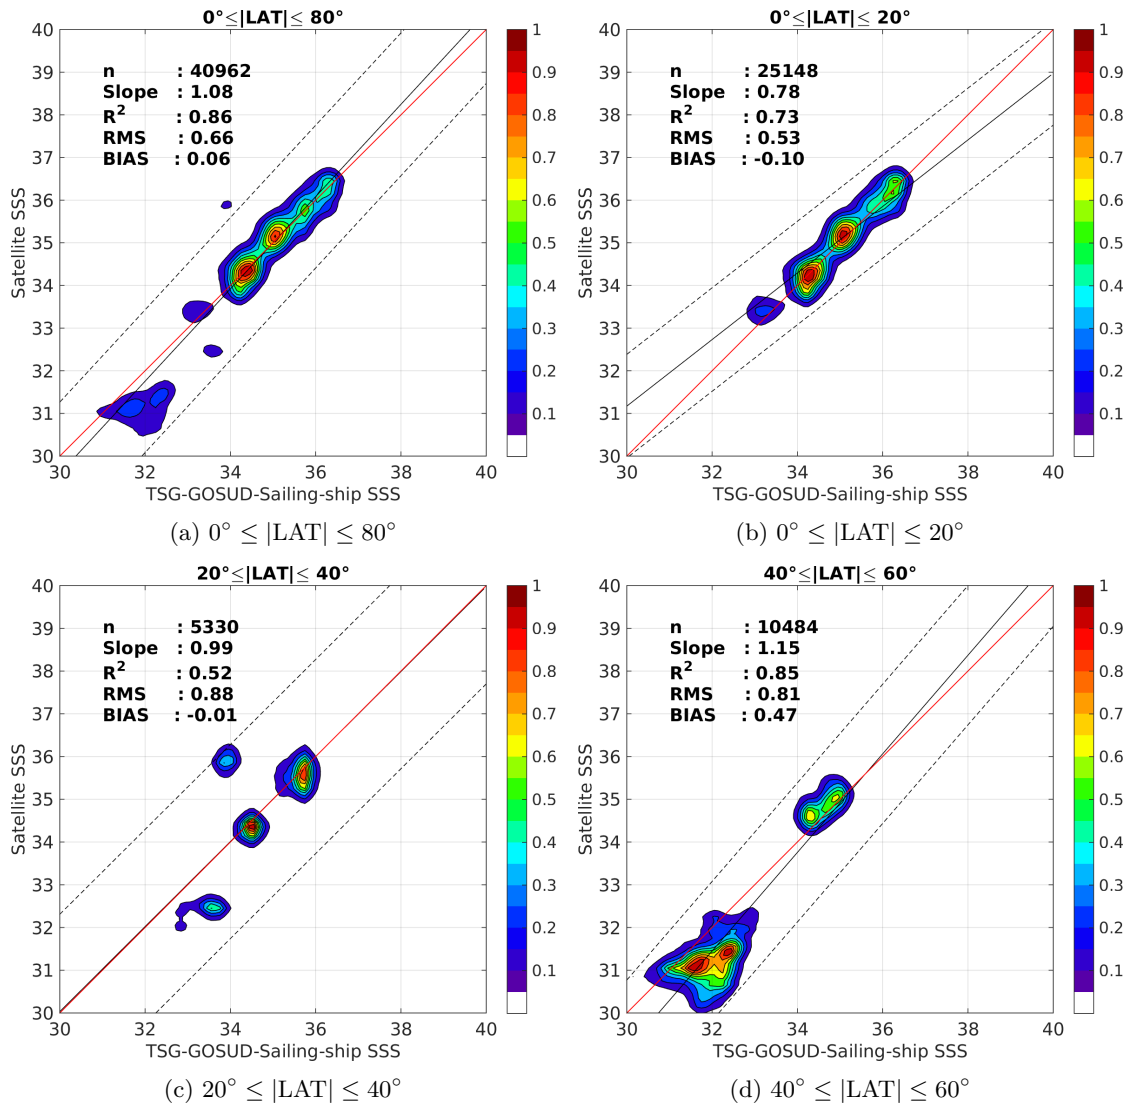 0°≤|LAT|≤ 80°
n : 40962
Slope : 1.08
R2 : 0.86
RMS : 0.66
BIAS : 0.06
Satellite SSS
40
39
38
37
36
35
34
33
32
31
30
30 32 34 36 38 40
TSG-GOSUD-Sailing-ship SSS
1
0.9
0.8
0.7
0.6
0.5
0.4
0.3
0.2
0.1
(a) 0° ≤ |LAT| ≤ 80°
0°≤|LAT|≤ 20°
n : 25148
Slope : 0.78
R2 : 0.73
RMS : 0.53
BIAS : -0.10
Satellite SSS
40
39
38
37
36
35
34
33
32
31
30
30 32 34 36 38 40
TSG-GOSUD-Sailing-ship SSS
1
0.9
0.8
0.7
0.6
0.5
0.4
0.3
0.2
0.1
(b) 0° ≤ |LAT| ≤ 20°
20°≤|LAT|≤ 40°
n : 5330
Slope : 0.99
R2 : 0.52
RMS : 0.88
BIAS : -0.01
Satellite SSS
40
39
38
37
36
35
34
33
32
31
30
30 32 34 36 38 40
TSG-GOSUD-Sailing-ship SSS
1
0.9
0.8
0.7
0.6
0.5
0.4
0.3
0.2
0.1
(c) 20° ≤ |LAT| ≤ 40°
40°≤|LAT|≤ 60°
n : 10484
Slope : 1.15
R2 : 0.85
RMS : 0.81
BIAS : 0.47
Satellite SSS
40
39
38
37
36
35
34
33
32
31
30
30 32 34 36 38 40
TSG-GOSUD-Sailing-ship SSS
1
0.9
0.8
0.7
0.6
0.5
0.4
0.3
0.2
0.1
(d) 40° ≤ |LAT| ≤ 60°